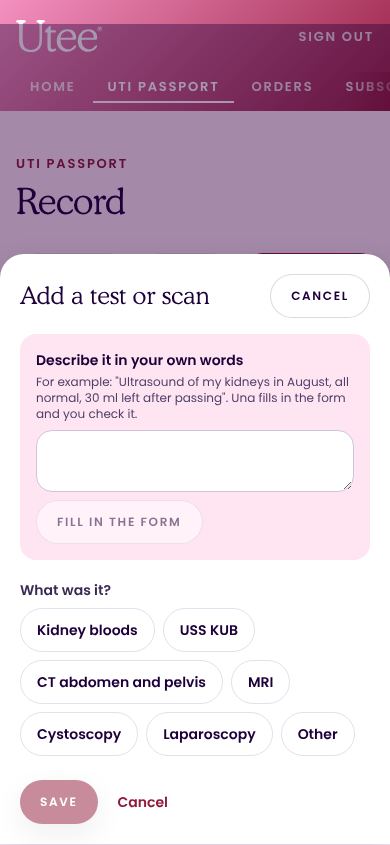 Utee®
SIGN OUT
HOME UTI PASSPORT ORDERS SUBS
UTI PASSPORT
Record
Add a test or scan
CANCEL
Describe it in your own words
For example: "Ultrasound of my kidneys in August, all
normal, 30 ml left after passing". Una fills in the form
and you check it.
FILL IN THE FORM
What was it?
Kidney bloods USS KUB
CT abdomen and pelvis MRI
Cystoscopy Laparoscopy Other
SAVE Cancel